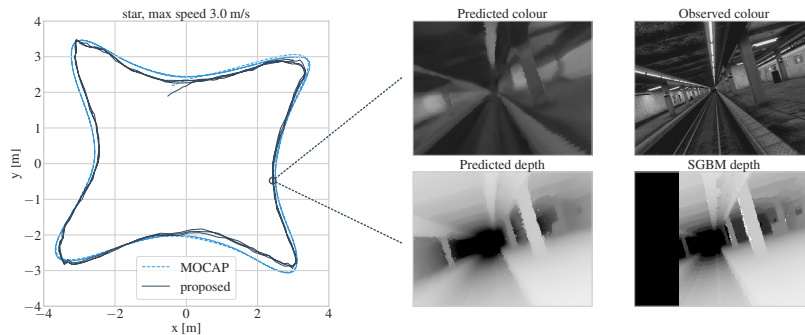 star, max speed 3.0 m/s
Predicted colour
Observed colour
4
3
2
1
0
−1
−2
−3
−4
y [m]
MOCAP
proposed
−4
−2
0
2
4
x [m]
Predicted depth
SGBM depth